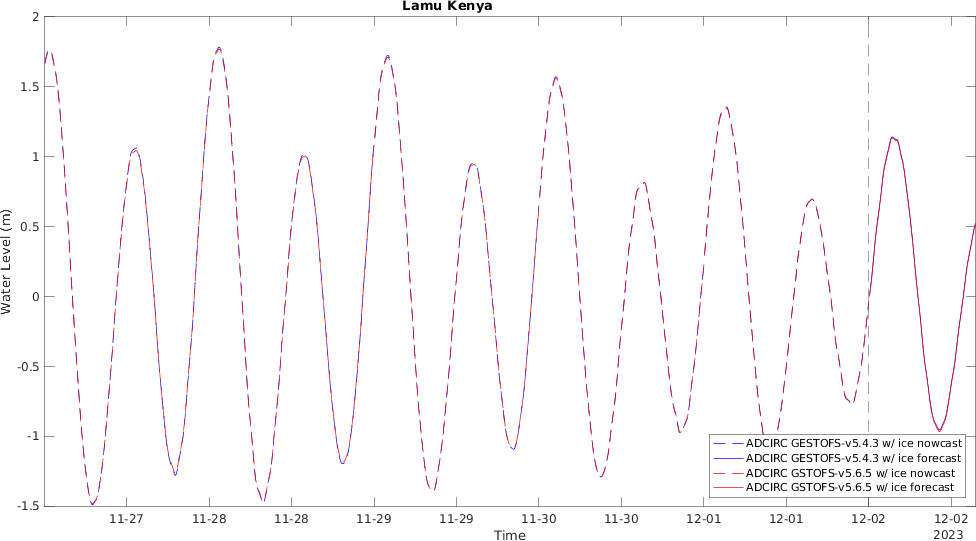 Lamu Kenya
2
1.5
1
0.5
0
-0.5
-1
-1.5
Water Level (m)
ADCIRC GESTOFS-v5.4.3 w/ ice nowcast
ADCIRC GESTOFS-v5.4.3 w/ ice forecast
ADCIRC GSTOFS-v5.6.5 w/ ice nowcast
ADCIRC GSTOFS-v5.6.5 w/ ice forecast
11-27 11-28 11-28 11-29 11-29 11-30 11-30 12-01 12-01 12-02 12-02
Time
2023